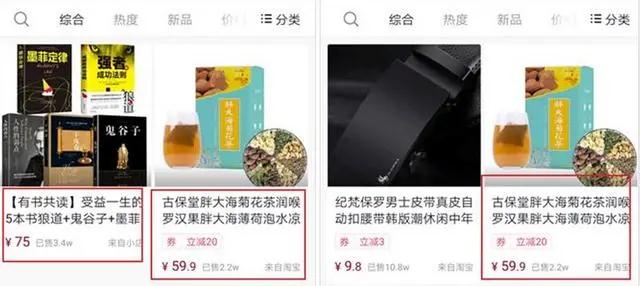 综合
热度
新品
价
分类
墨菲定律
强者
成功法则
狼道
人性的弱点
鬼谷子
胖大海菊花茶
【有书共读】受益一生的
5本书狼道+鬼谷子+墨菲
¥ 75 已售3.4w 来自小店
古保堂胖大海菊花茶润喉
罗汉果胖大海薄荷泡水凉
券 立减20
¥ 59.9 已售2.2w 来自淘宝
综合
热度
新品
价
分类
胖大海菊花茶
纪梵保罗男士皮带真皮自
动扣腰带韩版潮休闲中年
券 立减3
¥ 9.8 已售10.8w 来自淘宝
古保堂胖大海菊花茶润喉
罗汉果胖大海薄荷泡水凉
券 立减20
¥ 59.9 已售2.2w 来自淘宝